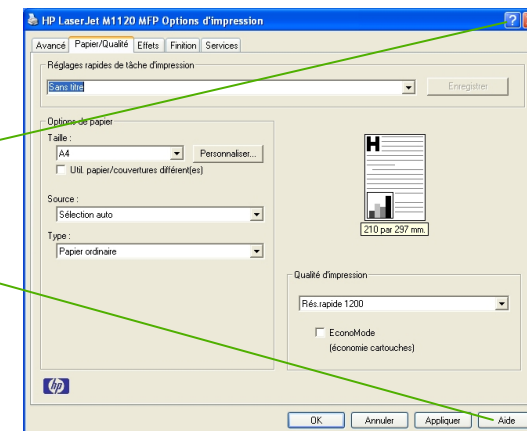 HP LaserJet M1120 MFP Options d'impression
?
Avancé Papier/Qualité Effets Finition Services
Réglages rapides de tâche d'impression
Sans titre
Enregistrer
Options de papier
Taille :
A4
Personnaliser...
Util. papier/couvertures différent(es)
Source :
Sélection auto
Type :
Papier ordinaire
H
210 par 297 mm.
Qualité d'impression
Rés.rapide 1200
EconoMode
(économie cartouches)
hp
OK Annuler Appliquer Aide